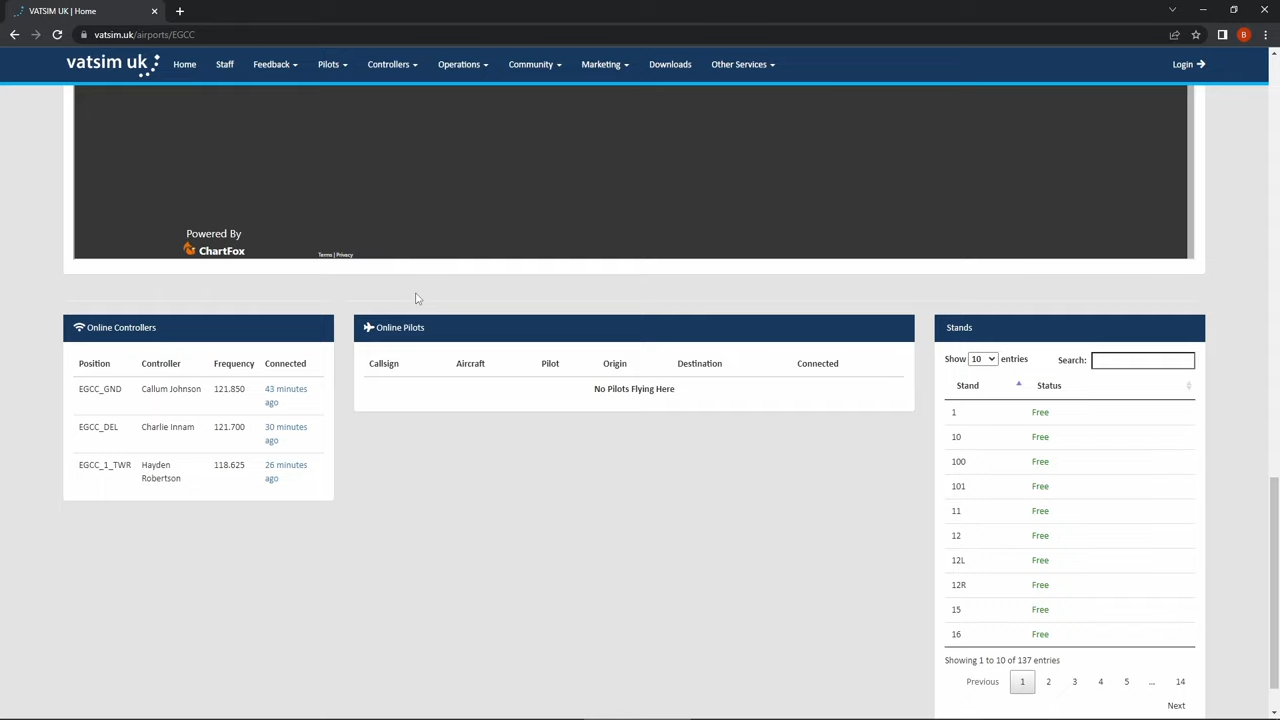 VATSIM UK | Home
vatsim.uk/airports/EGCC
B
vatsim uk
Home Staff Feedback Pilots Controllers Operations Community Marketing Downloads Other Services Login
Powered By
ChartFox
Terms | Privacy
Online Controllers
Position Controller Frequency Connected
EGCC_GND Callum Johnson 121.850 43 minutes
ago
EGCC_DEL Charlie Innam 121.700 30 minutes
ago
EGCC_1_TWR Hayden 118.625 26 minutes
Robertson ago
Online Pilots
Callsign Aircraft Pilot Origin Destination Connected
No Pilots Flying Here
Stands
Show 10 entries Search:
Stand Status
1 Free
10 Free
100 Free
101 Free
11 Free
12 Free
12L Free
12R Free
15 Free
16 Free
Showing 1 to 10 of 137 entries
Previous 1 2 3 4 5 ... 14
Next